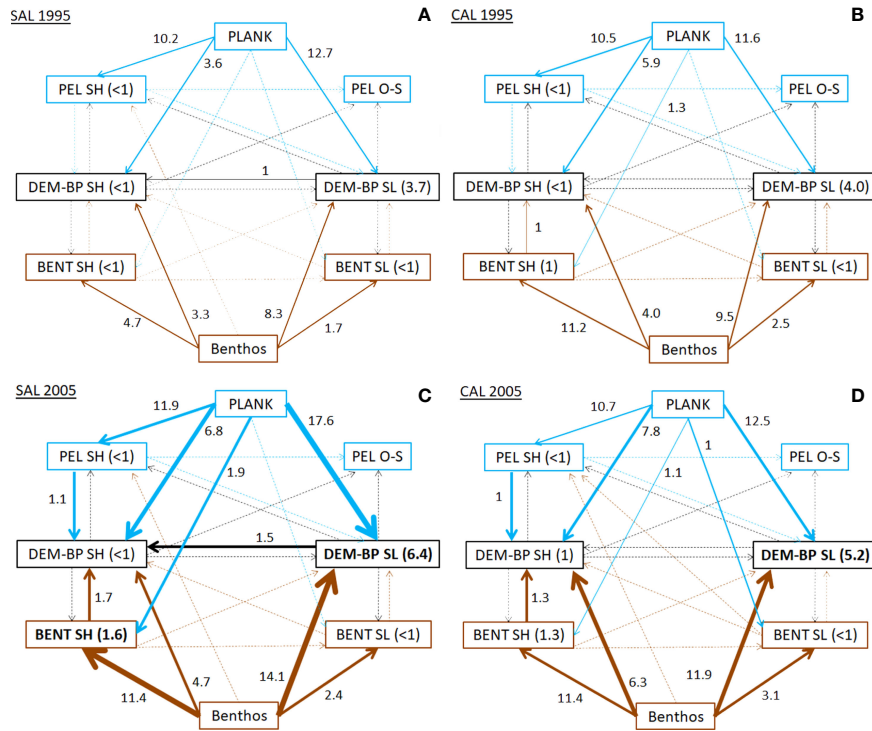 SAL 1995
A
PLANK
10.2
3.6
12.7
PEL SH (<1)
PEL O-S
1
DEM-BP SH (<1)
DEM-BP SL (3.7)
BENT SH (<1)
BENT SL (<1)
4.7
3.3
8.3
1.7
Benthos
CAL 1995
B
PLANK
10.5
5.9
11.6
PEL SH (<1)
1.3
PEL O-S
DEM-BP SH (<1)
DEM-BP SL (4.0)
1
BENT SH (1)
BENT SL (<1)
11.2
4.0
9.5
2.5
Benthos
SAL 2005
C
PLANK
11.9
6.8
17.6
PEL SH (<1)
1.9
PEL O-S
1.1
1.5
DEM-BP SH (<1)
DEM-BP SL (6.4)
1.7
BENT SH (1.6)
BENT SL (<1)
11.4
4.7
14.1
2.4
Benthos
CAL 2005
D
PLANK
10.7
7.8
1
12.5
PEL SH (<1)
1.1
PEL O-S
1
DEM-BP SH (1)
DEM-BP SL (5.2)
1.3
BENT SH (1.3)
BENT SL (<1)
11.4
6.3
11.9
3.1
Benthos